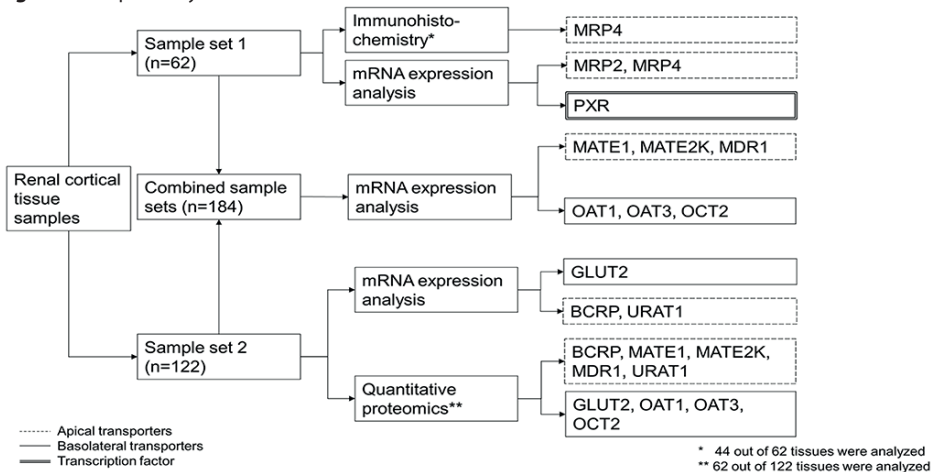 Immunohisto-
chemistry*
MRP4
Sample set 1
(n=62)
mRNA expression
analysis
MRP2, MRP4
PXR
MATE1, MATE2K, MDR1
Renal cortical
tissue
samples
Combined sample
sets (n=184)
mRNA expression
analysis
OAT1, OAT3, OCT2
mRNA expression
analysis
GLUT2
BCRP, URAT1
Sample set 2
(n=122)
BCRP, MATE1, MATE2K,
MDR1, URAT1
Quantitative
proteomics**
GLUT2, OAT1, OAT3,
OCT2
Apical transporters
Basolateral transporters
Transcription factor
* 44 out of 62 tissues were analyzed
** 62 out of 122 tissues were analyzed